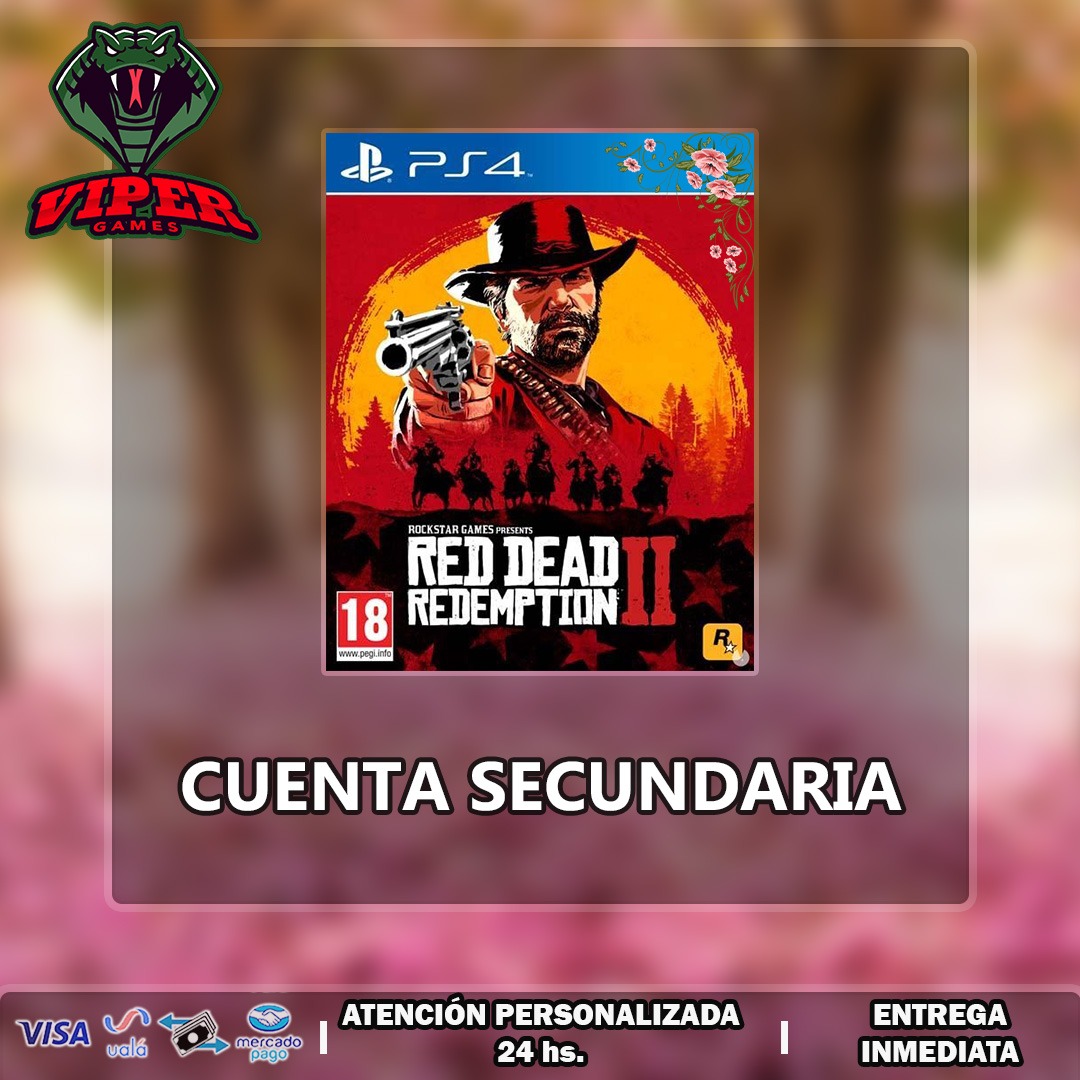 VIPER
GAMES
PS4
ROCKSTAR GAMES PRESENTS
RED DEAD
REDEMPTION II
18
www.pegi.info
R
CUENTA SECUNDARIA
VISA
ualá
mercado
pago
ATENCIÓN PERSONALIZADA
24 hs.
ENTREGA
INMEDIATA